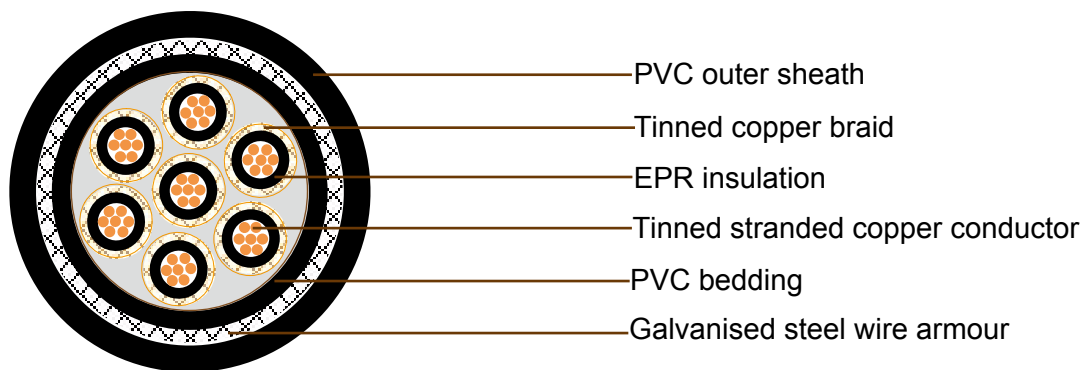 PVC outer sheath
Tinned copper braid
EPR insulation
Tinned stranded copper conductor
PVC bedding
Galvanised steel wire armour